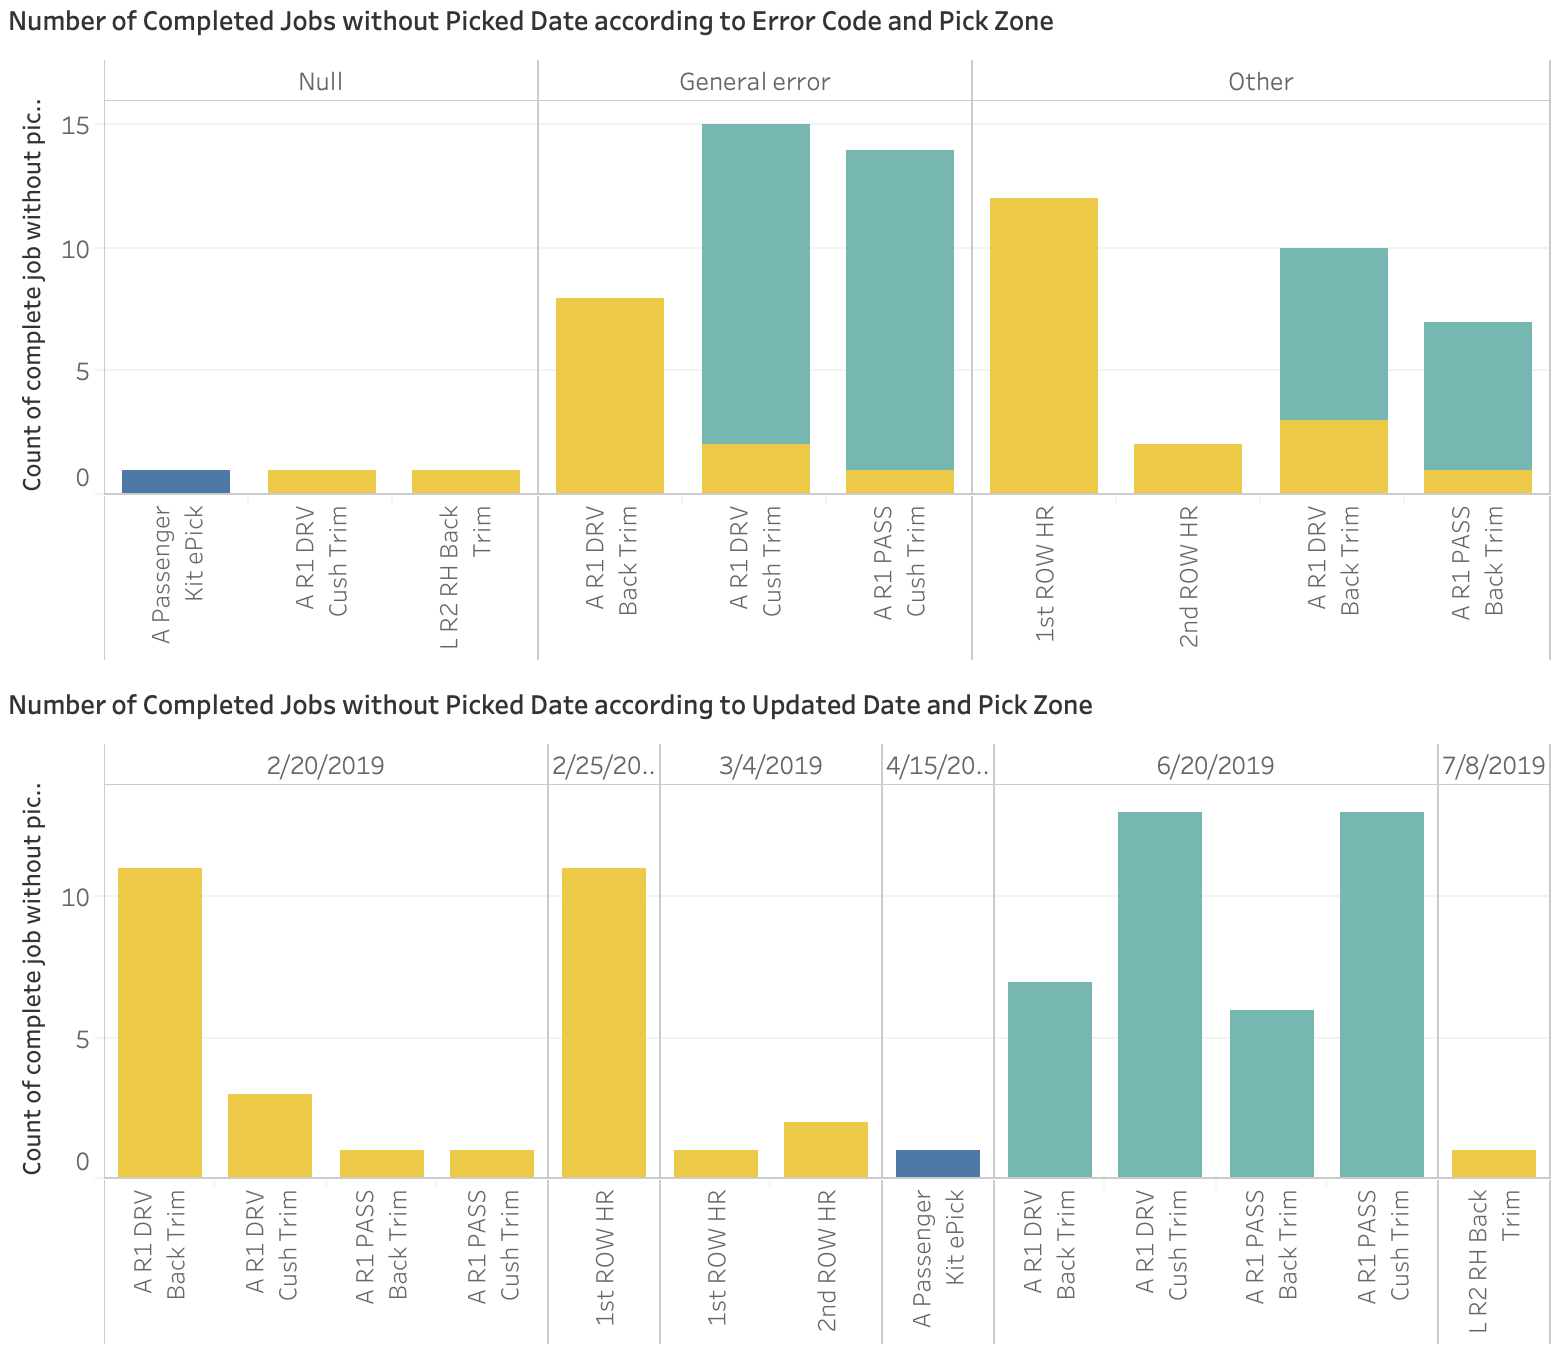 Number of Completed Jobs without Picked Date according to Error Code and Pick Zone
Null
General error
Other
Count of complete job without pic..
15
10
5
0
A Passenger
Kit ePick
A R1 DRV
Cush Trim
L R2 RH Back
Trim
A R1 DRV
Back Trim
A R1 DRV
Cush Trim
A R1 PASS
Cush Trim
1st ROW HR
2nd ROW HR
A R1 DRV
Back Trim
A R1 PASS
Back Trim
Number of Completed Jobs without Picked Date according to Updated Date and Pick Zone
2/20/2019
2/25/20..
3/4/2019
4/15/20..
6/20/2019
7/8/2019
Count of complete job without pic..
10
5
0
A R1 DRV
Back Trim
A R1 DRV
Cush Trim
A R1 PASS
Back Trim
A R1 PASS
Cush Trim
1st ROW HR
1st ROW HR
2nd ROW HR
A Passenger
Kit ePick
A R1 DRV
Back Trim
A R1 DRV
Cush Trim
A R1 PASS
Back Trim
A R1 PASS
Cush Trim
L R2 RH Back
Trim